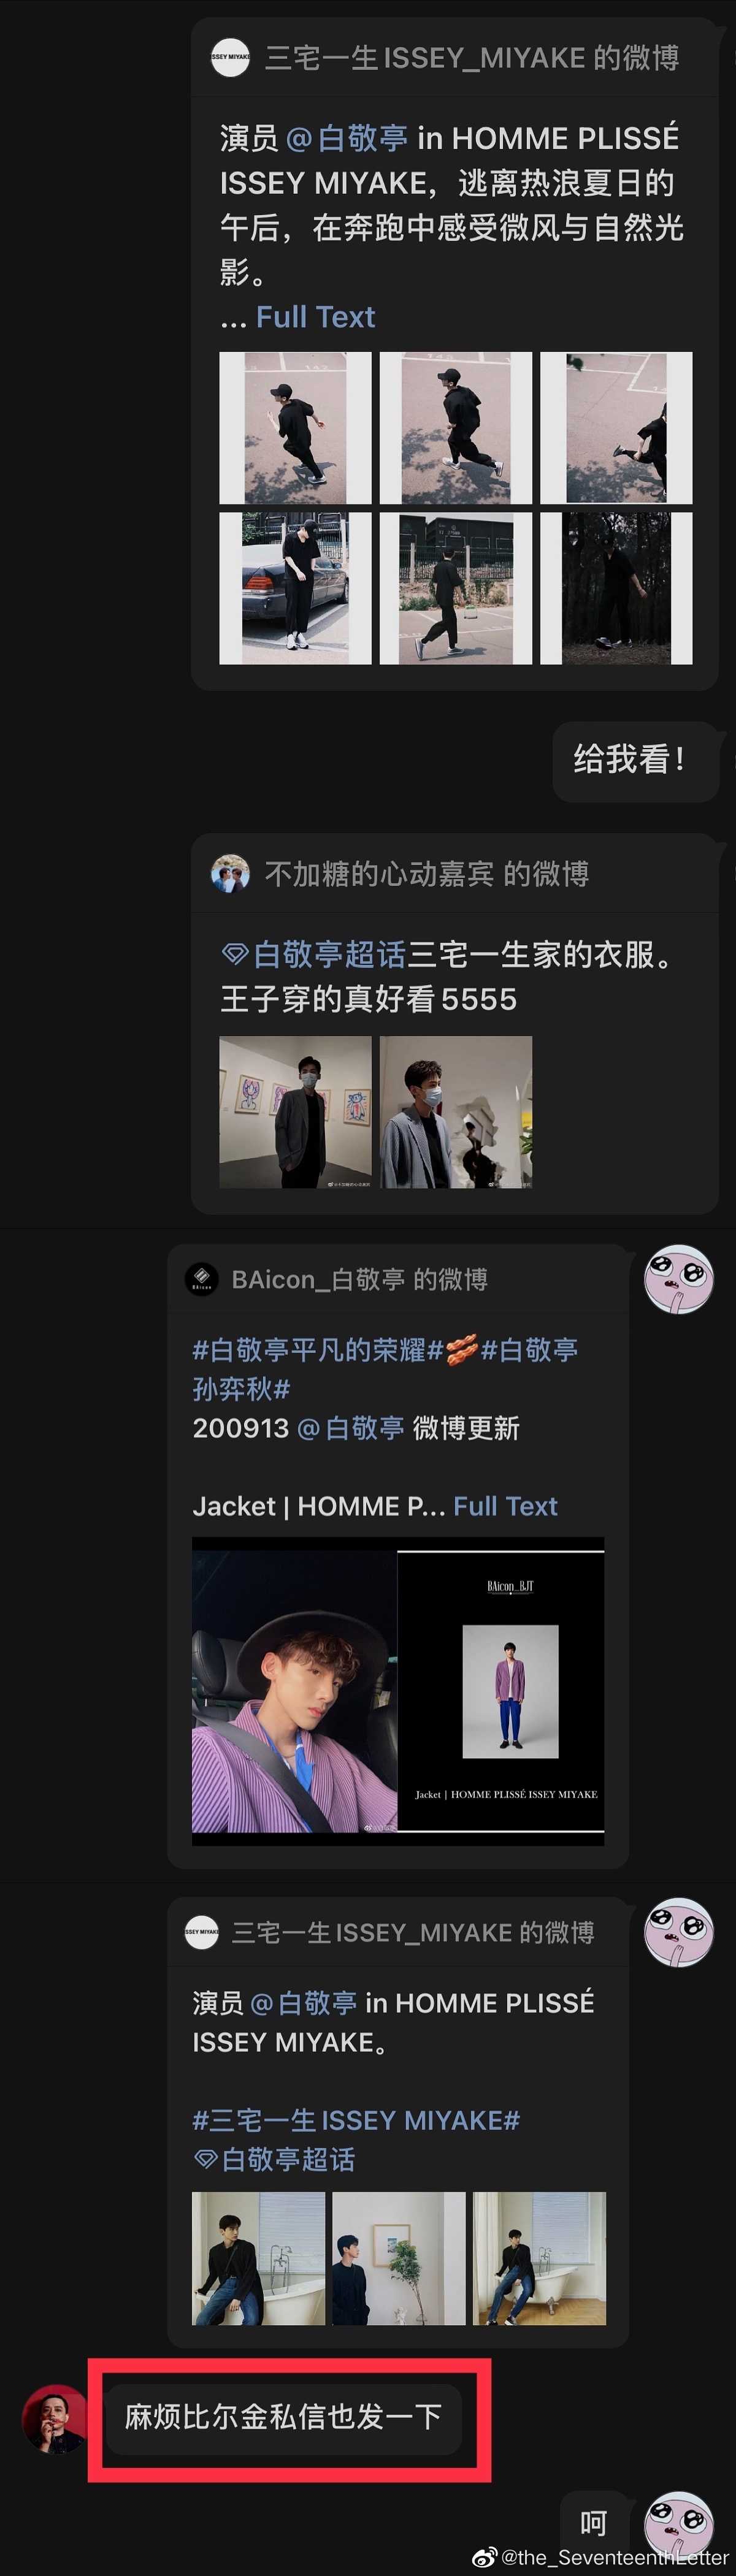 ISSEY MIYAKE
三宅一生ISSEY_MIYAKE 的微博
演员 @白敬亭 in HOMME PLISSÉ
ISSEY MIYAKE，逃离热浪夏日的
午后，在奔跑中感受微风与自然光
影。
... Full Text
给我看！
不加糖的心动嘉宾 的微博
白敬亭超话三宅一生家的衣服。
王子穿的真好看5555
BAicon
BAicon_白敬亭 的微博
#白敬亭平凡的荣耀#🥓#白敬亭
孙弈秋#
200913 @白敬亭 微博更新
Jacket | HOMME P... Full Text
BAicon_BJT
Jacket | HOMME PLISSÉ ISSEY MIYAKE
ISSEY MIYAKE
三宅一生ISSEY_MIYAKE 的微博
演员 @白敬亭 in HOMME PLISSÉ
ISSEY MIYAKE。
#三宅一生ISSEY MIYAKE#
白敬亭超话
麻烦比尔金私信也发一下
呵
@the_SeventeenthLetter